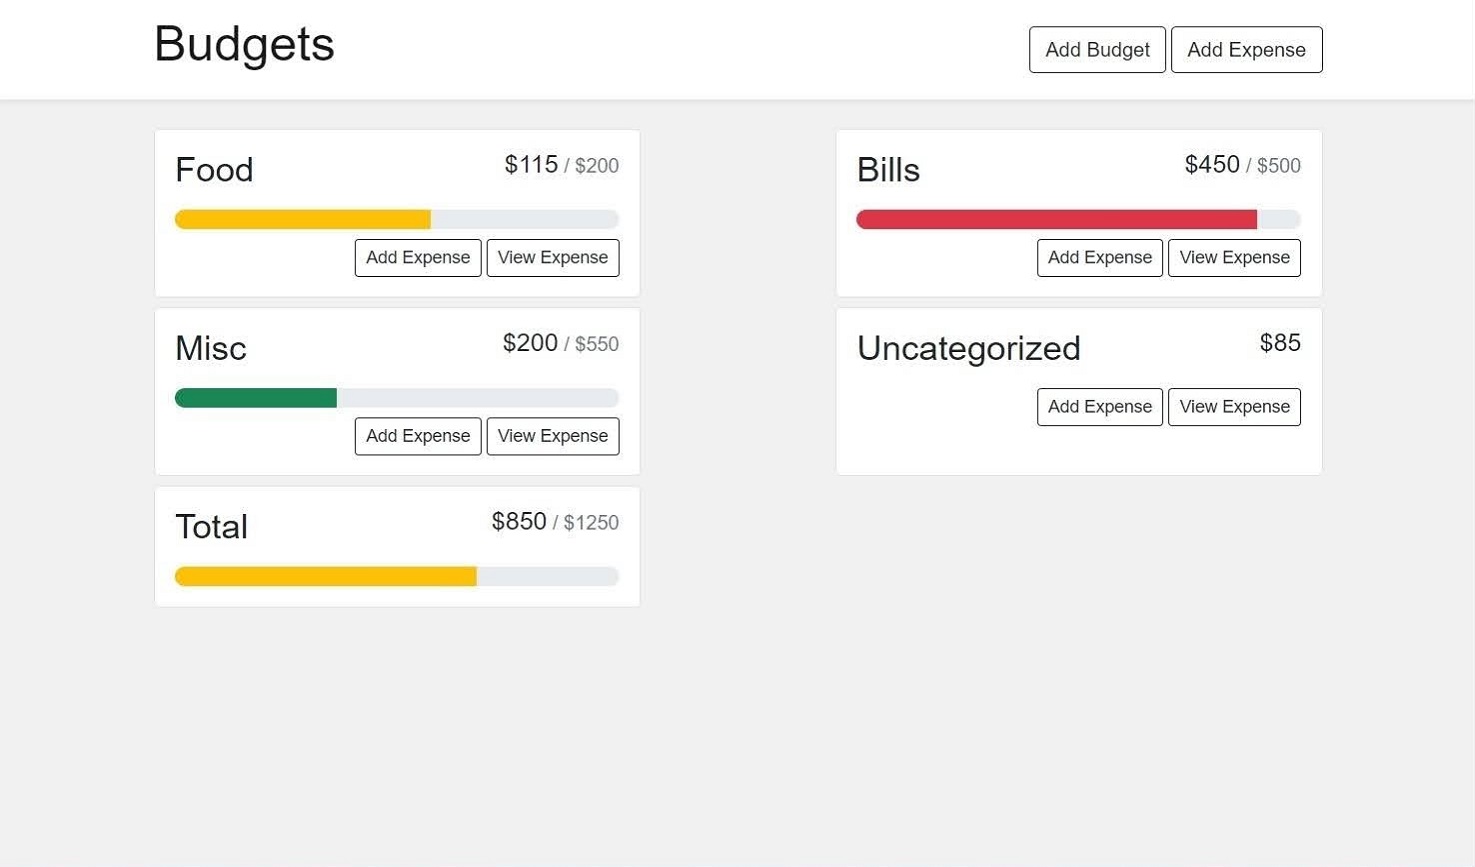 Budgets
Add Budget Add Expense
Food $115 / $200
Add Expense View Expense
Bills $450 / $500
Add Expense View Expense
Misc $200 / $550
Add Expense View Expense
Uncategorized $85
Add Expense View Expense
Total $850 / $1250